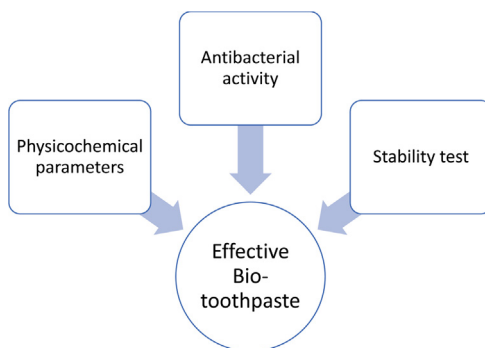 Antibacterial
activity
Physicochemical
parameters
Stability test
Effective
Bio-
toothpaste